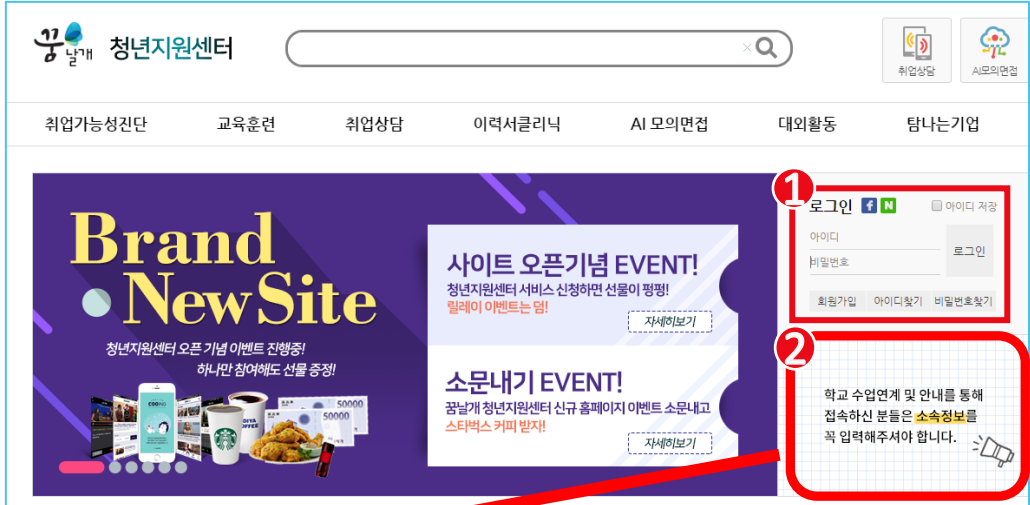 꿈날개 청년지원센터
취업상담
AI모의면접
취업가능성진단 교육훈련 취업상담 이력서클리닉 AI 모의면접 대외활동 탐나는기업
Brand
New Site
청년지원센터 오픈 기념 이벤트 진행중!
하나만 참여해도 선물 증정!
50000
50000
사이트 오픈기념 EVENT!
청년지원센터 서비스 신청하면 선물이 펑펑!
릴레이 이벤트는 덤!
자세히보기
소문내기 EVENT!
꿈날개 청년지원센터 신규 홈페이지 이벤트 소문내고
스타벅스 커피 받자!
자세히보기
1
로그인 f N 아이디 저장
아이디
비밀번호
로그인
회원가입 아이디찾기 비밀번호찾기
2
학교 수업연계 및 안내를 통해
접속하신 분들은 소속정보를
꼭 입력해주셔야 합니다.